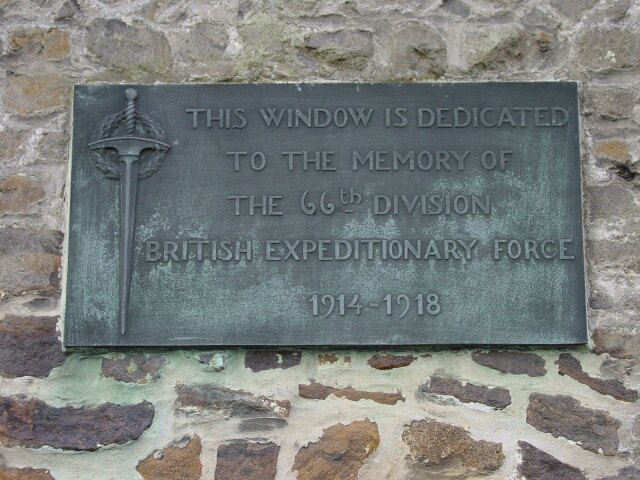 THIS WINDOW IS DEDICATED
TO THE MEMORY OF
THE 66th DIVISION
BRITISH EXPEDITIONARY FORCE
1914-1918